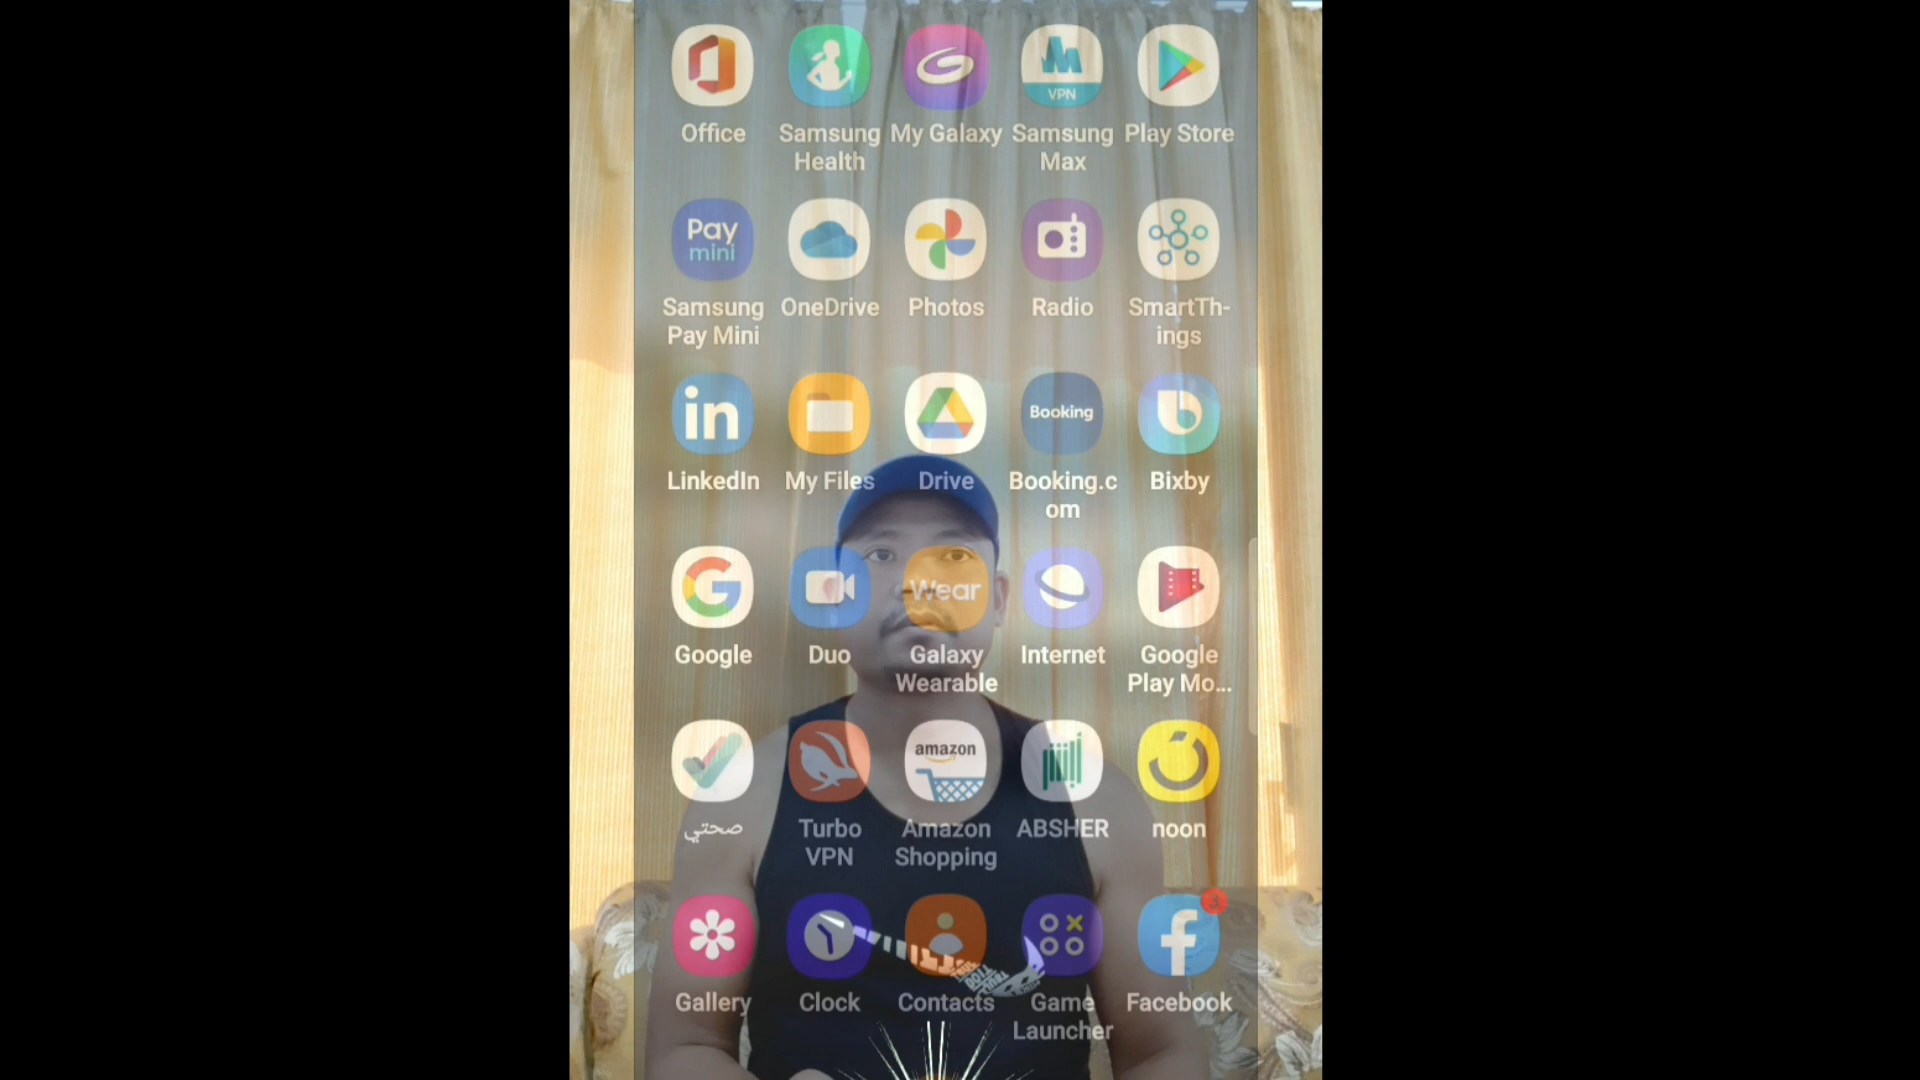 Office
Samsung
Health
My Galaxy
VPN
Samsung
Max
Play Store
Pay
mini
Samsung
Pay Mini
OneDrive
Photos
Radio
SmartTh-
ings
in
LinkedIn
My Files
Drive
Booking
Booking.c
om
Bixby
G
Google
Duo
Wear
Galaxy
Wearable
Internet
Google
Play Mo...
صحتي
Turbo
VPN
amazon
Amazon
Shopping
ABSHER
noon
Gallery
Clock
Contacts
Game
Launcher
3
f
Facebook